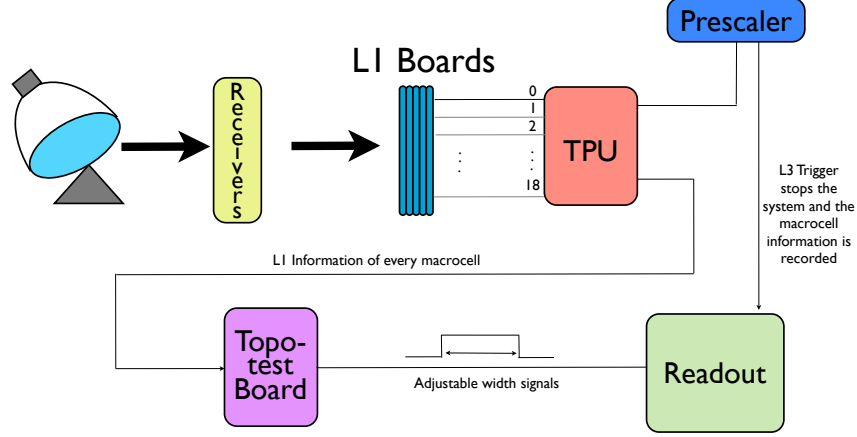 Prescaler
L1 Boards
Receivers
0
1
2
. . .
. . .
18
TPU
L3 Trigger
stops the
system and the
macrocell
information is
recorded
L1 Information of every macrocell
Topo-
test
Board
Adjustable width signals
Readout